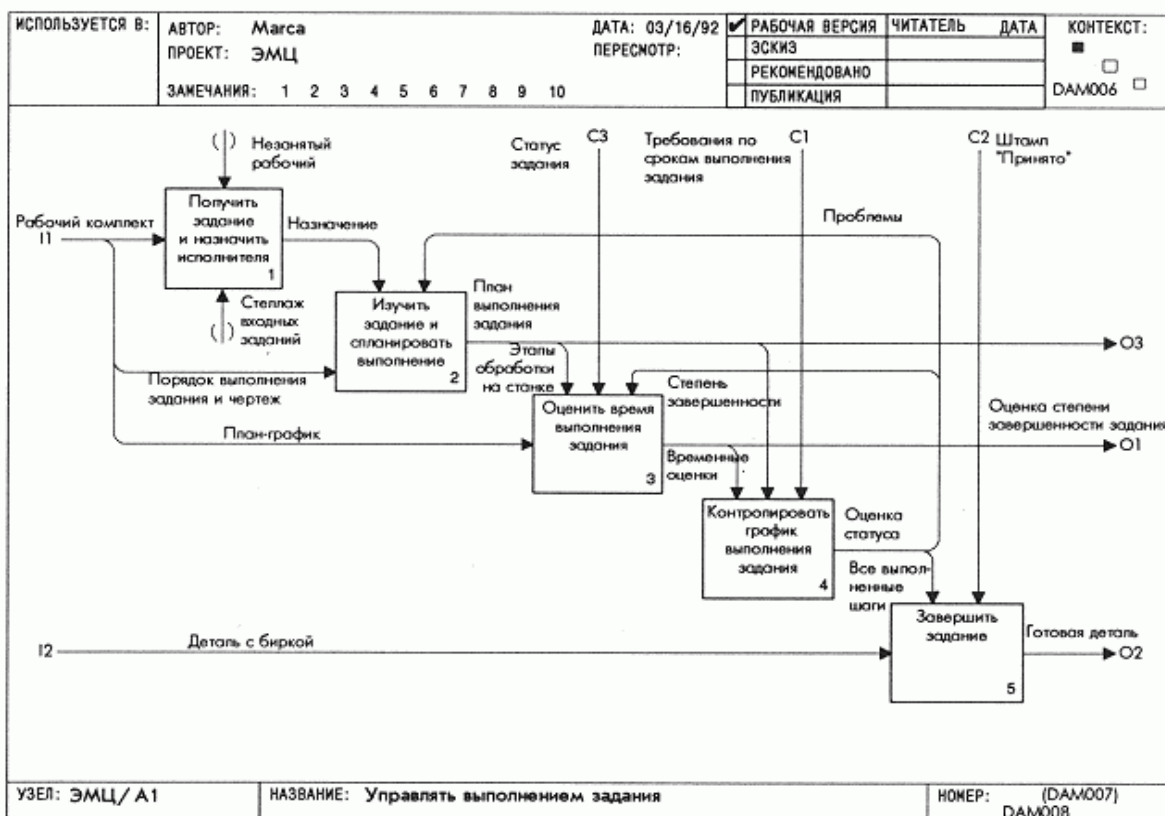 ИСПОЛЬЗУЕТСЯ В:
АВТОР: Marca
ДАТА: 03/16/92
ПРОЕКТ: ЭМЦ
ПЕРЕСМОТР:
ЗАМЕЧАНИЯ: 1 2 3 4 5 6 7 8 9 10
✔ РАБОЧАЯ ВЕРСИЯ
ЭСКИЗ
РЕКОМЕНДОВАНО
ПУБЛИКАЦИЯ
ЧИТАТЕЛЬ ДАТА
КОНТЕКСТ:
DAM006
( )
Незанятый
рабочий
Статус
задания
C3
Требования по
срокам выполнения
задания
C1
C2
Штамп
"Принято"
Рабочий комплект
I1
Получить
задание
и назначить
исполнителя
1
Назначение
Проблемы
( )
Стеллаж
входных
заданий
Изучить
задание и
спланировать
выполнение
2
План
выполнения
задания
O3
Этапы
обработки
на станке
Порядок выполнения
задания и чертеж
Степень
завершенности
Оценка степени
завершенности задания
O1
План-график
Оценить время
выполнения
задания
3
Временные
оценки
Контролировать
график
выполнения
задания
4
Оценка
статуса
Все выпол-
ненные
шаги
I2
Деталь с биркой
Завершить
задание
5
Готовая деталь
O2
УЗЕЛ: ЭМЦ/ А1
НАЗВАНИЕ: Управлять выполнением задания
НОМЕР: (DAM007)
DAM008